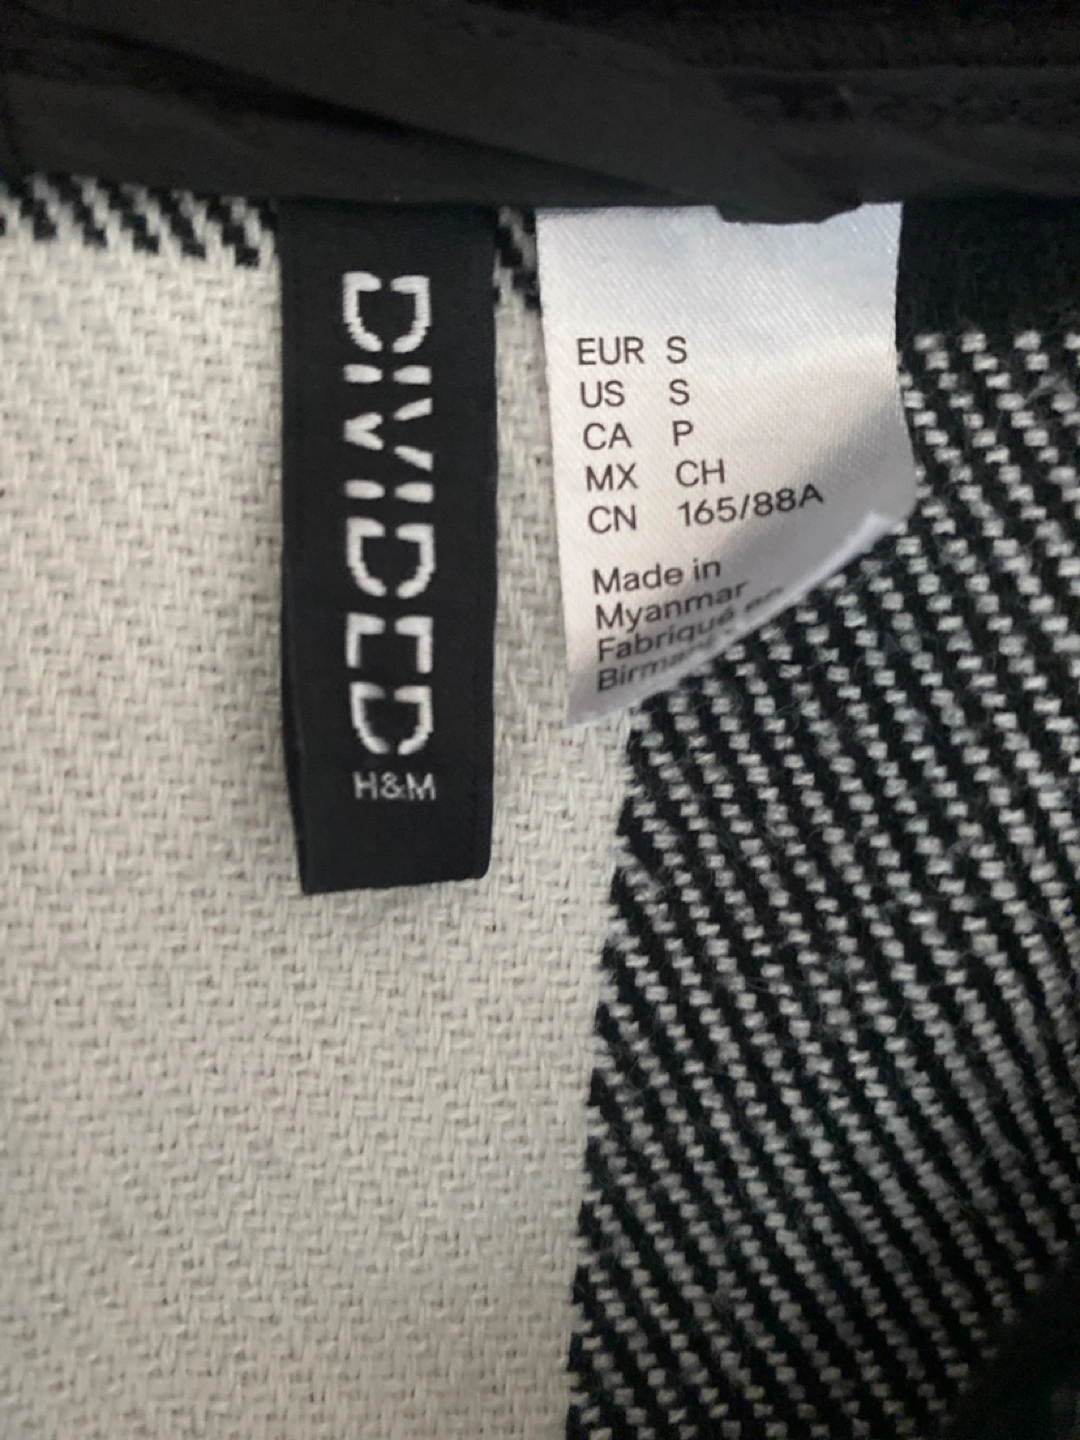 DIVIDED
H&M
EUR S
US S
CA P
MX CH
CN 165/88A
Made in
Myanmar
Fabriqué en